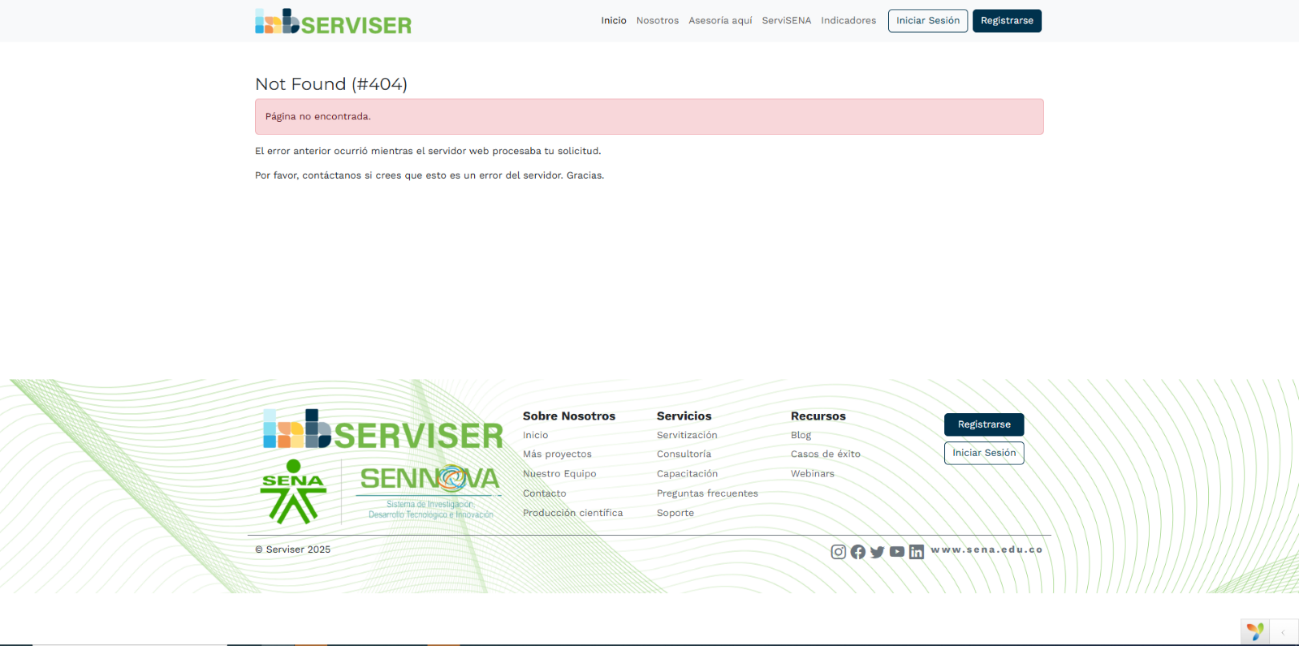 SERVISER
Inicio Nosotros Asesoría aquí ServiSENA Indicadores Iniciar Sesión Registrarse
Not Found (#404)
Página no encontrada.
El error anterior ocurrió mientras el servidor web procesaba tu solicitud.
Por favor, contáctanos si crees que esto es un error del servidor. Gracias.
SERVISER
SENA
SENNOVA
Sistema de Investigación
Desarrollo Tecnológico e Innovación
Sobre Nosotros
Inicio
Más proyectos
Nuestro Equipo
Contacto
Producción científica
Servicios
Servitización
Consultoría
Capacitación
Preguntas frecuentes
Soporte
Recursos
Blog
Casos de éxito
Webinars
Registrarse
Iniciar Sesión
© Serviser 2025
www.sena.edu.co